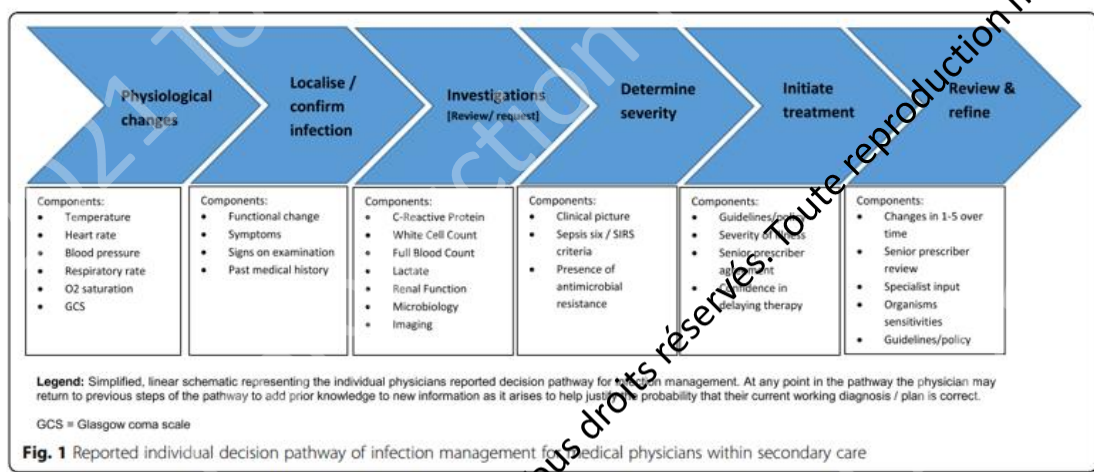 Physiological
changes
Localise /
confirm
infection
Investigations
[Review/ request]
Determine
severity
Initiate
treatment
Review &
refine
Components:
• Temperature
• Heart rate
• Blood pressure
• Respiratory rate
• O2 saturation
• GCS
Components:
• Functional change
• Symptoms
• Signs on examination
• Past medical history
Components:
• C-Reactive Protein
• White Cell Count
• Full Blood Count
• Lactate
• Renal Function
• Microbiology
• Imaging
Components:
• Clinical picture
• Sepsis six / SIRS
criteria
• Presence of
antimicrobial
resistance
Components:
• Guidelines/policy
• Severity of illness
• Senior prescriber
agreement
• Confidence in
delaying therapy
Components:
• Changes in 1-5 over
time
• Senior prescriber
review
• Specialist input
• Organisms
sensitivities
• Guidelines/policy
Legend: Simplified, linear schematic representing the individual physicians reported decision pathway for infection management. At any point in the pathway the physician may
return to previous steps of the pathway to add prior knowledge to new information as it arises to help justify the probability that their current working diagnosis / plan is correct.
GCS = Glasgow coma scale
Fig. 1 Reported individual decision pathway of infection management for medical physicians within secondary care
ous droits réservés. Toute reproduction